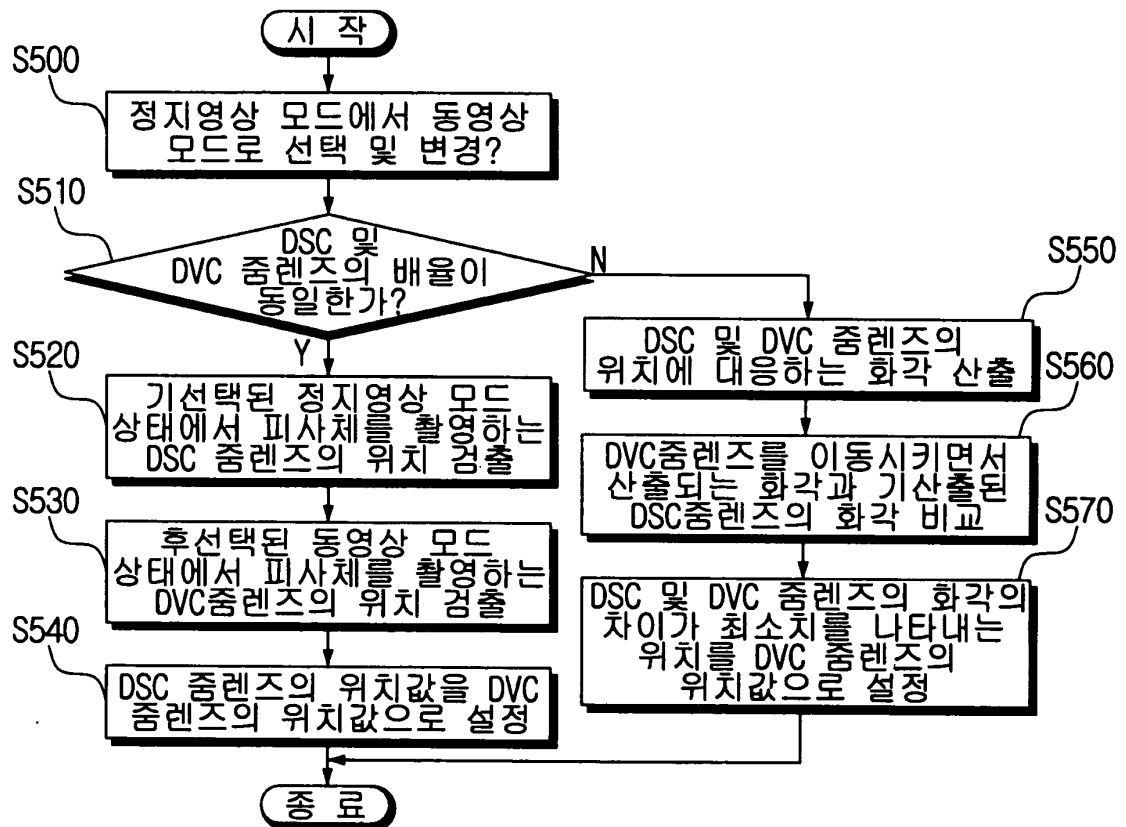 시 작
S500
정지영상 모드에서 동영상
모드로 선택 및 변경?
S510
DSC 및
DVC 줌렌즈의 배율이
동일한가?
N
Y
S520
기선택된 정지영상 모드
상태에서 피사체를 촬영하는
DSC 줌렌즈의 위치 검출
S530
후선택된 동영상 모드
상태에서 피사체를 촬영하는
DVC줌렌즈의 위치 검출
S540
DSC 줌렌즈의 위치값을 DVC
줌렌즈의 위치값으로 설정
S550
DSC 및 DVC 줌렌즈의
위치에 대응하는 화각 산출
S560
DVC줌렌즈를 이동시키면서
산출되는 화각과 기산출된
DSC줌렌즈의 화각 비교
S570
DSC 및 DVC 줌렌즈의 화각의
차이가 최소치를 나타내는
위치를 DVC 줌렌즈의
위치값으로 설정
종 료